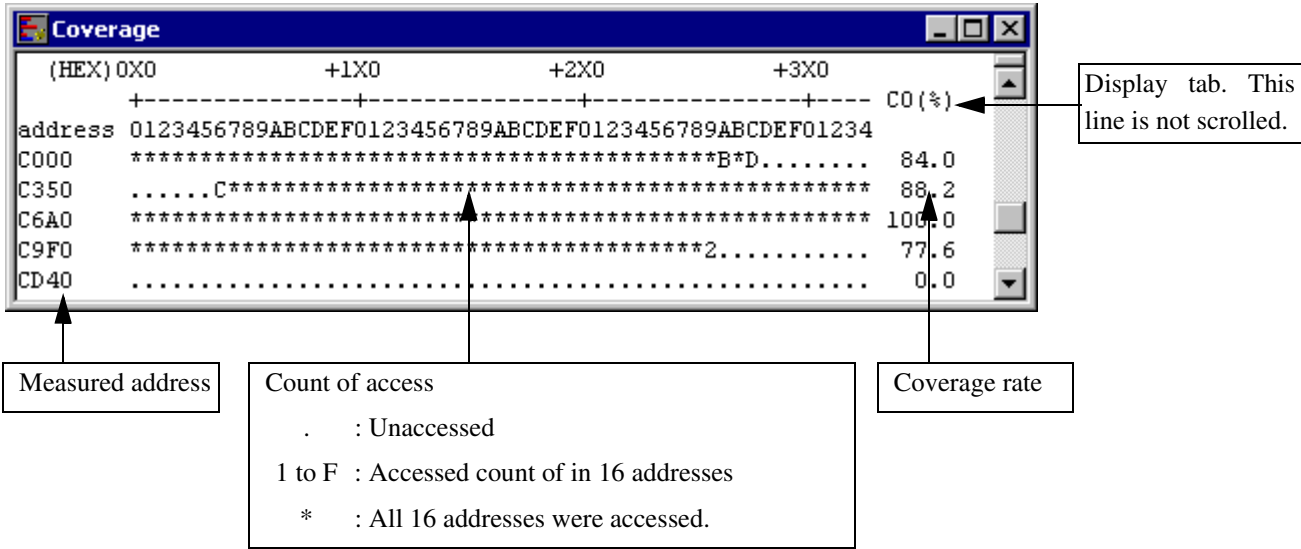 Coverage
(HEX)0X0 +1X0 +2X0 +3X0
+---------------+---------------+---------------+---- C0(%)
address 0123456789ABCDEF0123456789ABCDEF0123456789ABCDEF01234
C000 ******************************************B*D........ 84.0
C350 ......C********************************************** 88.2
C6A0 ***************************************************** 100.0
C9F0 *****************************************2........... 77.6
CD40 ..................................................... 0.0
Display tab. This
line is not scrolled.
Measured address
Count of access
. : Unaccessed
1 to F : Accessed count of in 16 addresses
* : All 16 addresses were accessed.
Coverage rate